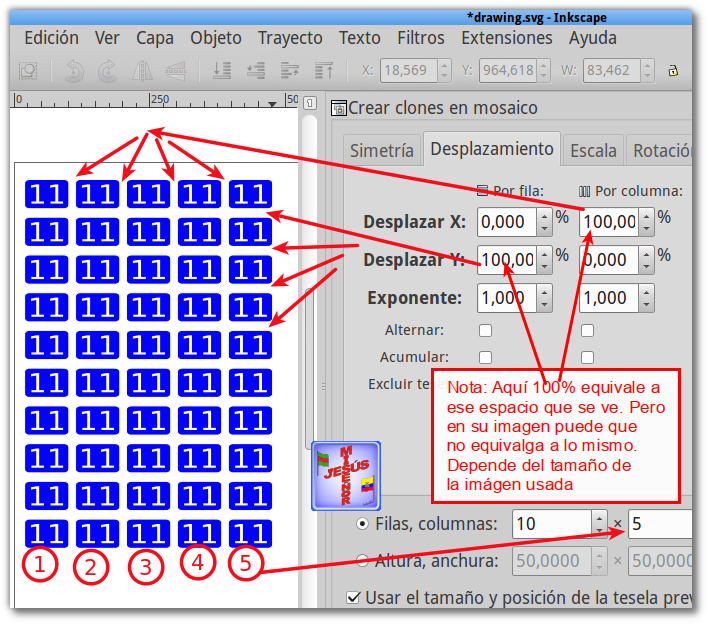 *drawing.svg - Inkscape
Edición Ver Capa Objeto Trayecto Texto Filtros Extensiones Ayuda
X: 18,569 Y: 964,618 W: 83,462
0 250 50
Crear clones en mosaico
Simetría Desplazamiento Escala Rotación
Por fila: Por columna:
Desplazar X: 0,000 % 100,00 %
Desplazar Y: 100,00 % 0,000 %
Exponente: 1,000 1,000
Alternar:
Acumular:
Excluir tese
Nota: Aquí 100% equivale a
ese espacio que se ve. Pero
en su imagen puede que
no equivalga a lo mismo.
Depende del tamaño de
la imágen usada
11 11 11 11 11
11 11 11 11 11
11 11 11 11 11
11 11 11 11 11
11 11 11 11 11
11 11 11 11 11
11 11 11 11 11
11 11 11 11 11
11 11 11 11 11
11 11 11 11 11
1 2 3 4 5
JESÚS
MI SEÑOR
Filas, columnas: 10 × 5
Altura, anchura: 50,0000 × 50,0000
Usar el tamaño y posición de la tesela prev